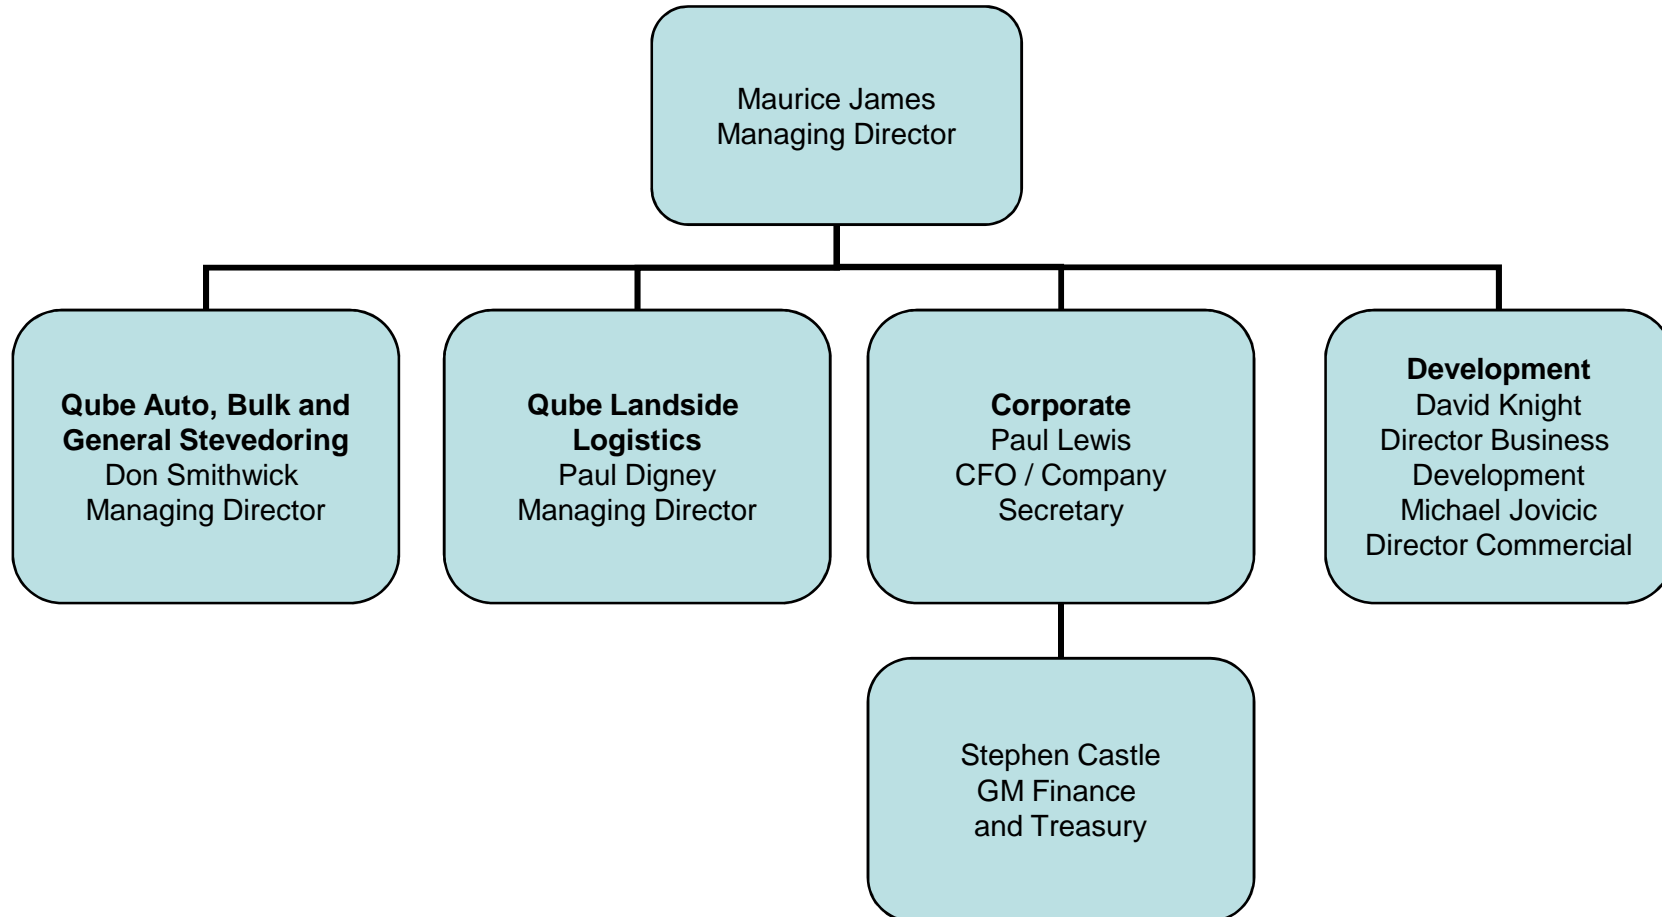 Maurice James
Managing Director
Qube Auto, Bulk and
General Stevedoring
Don Smithwick
Managing Director
Qube Landside
Logistics
Paul Digney
Managing Director
Corporate
Paul Lewis
CFO / Company
Secretary
Development
David Knight
Director Business
Development
Michael Jovicic
Director Commercial
Stephen Castle
GM Finance
and Treasury